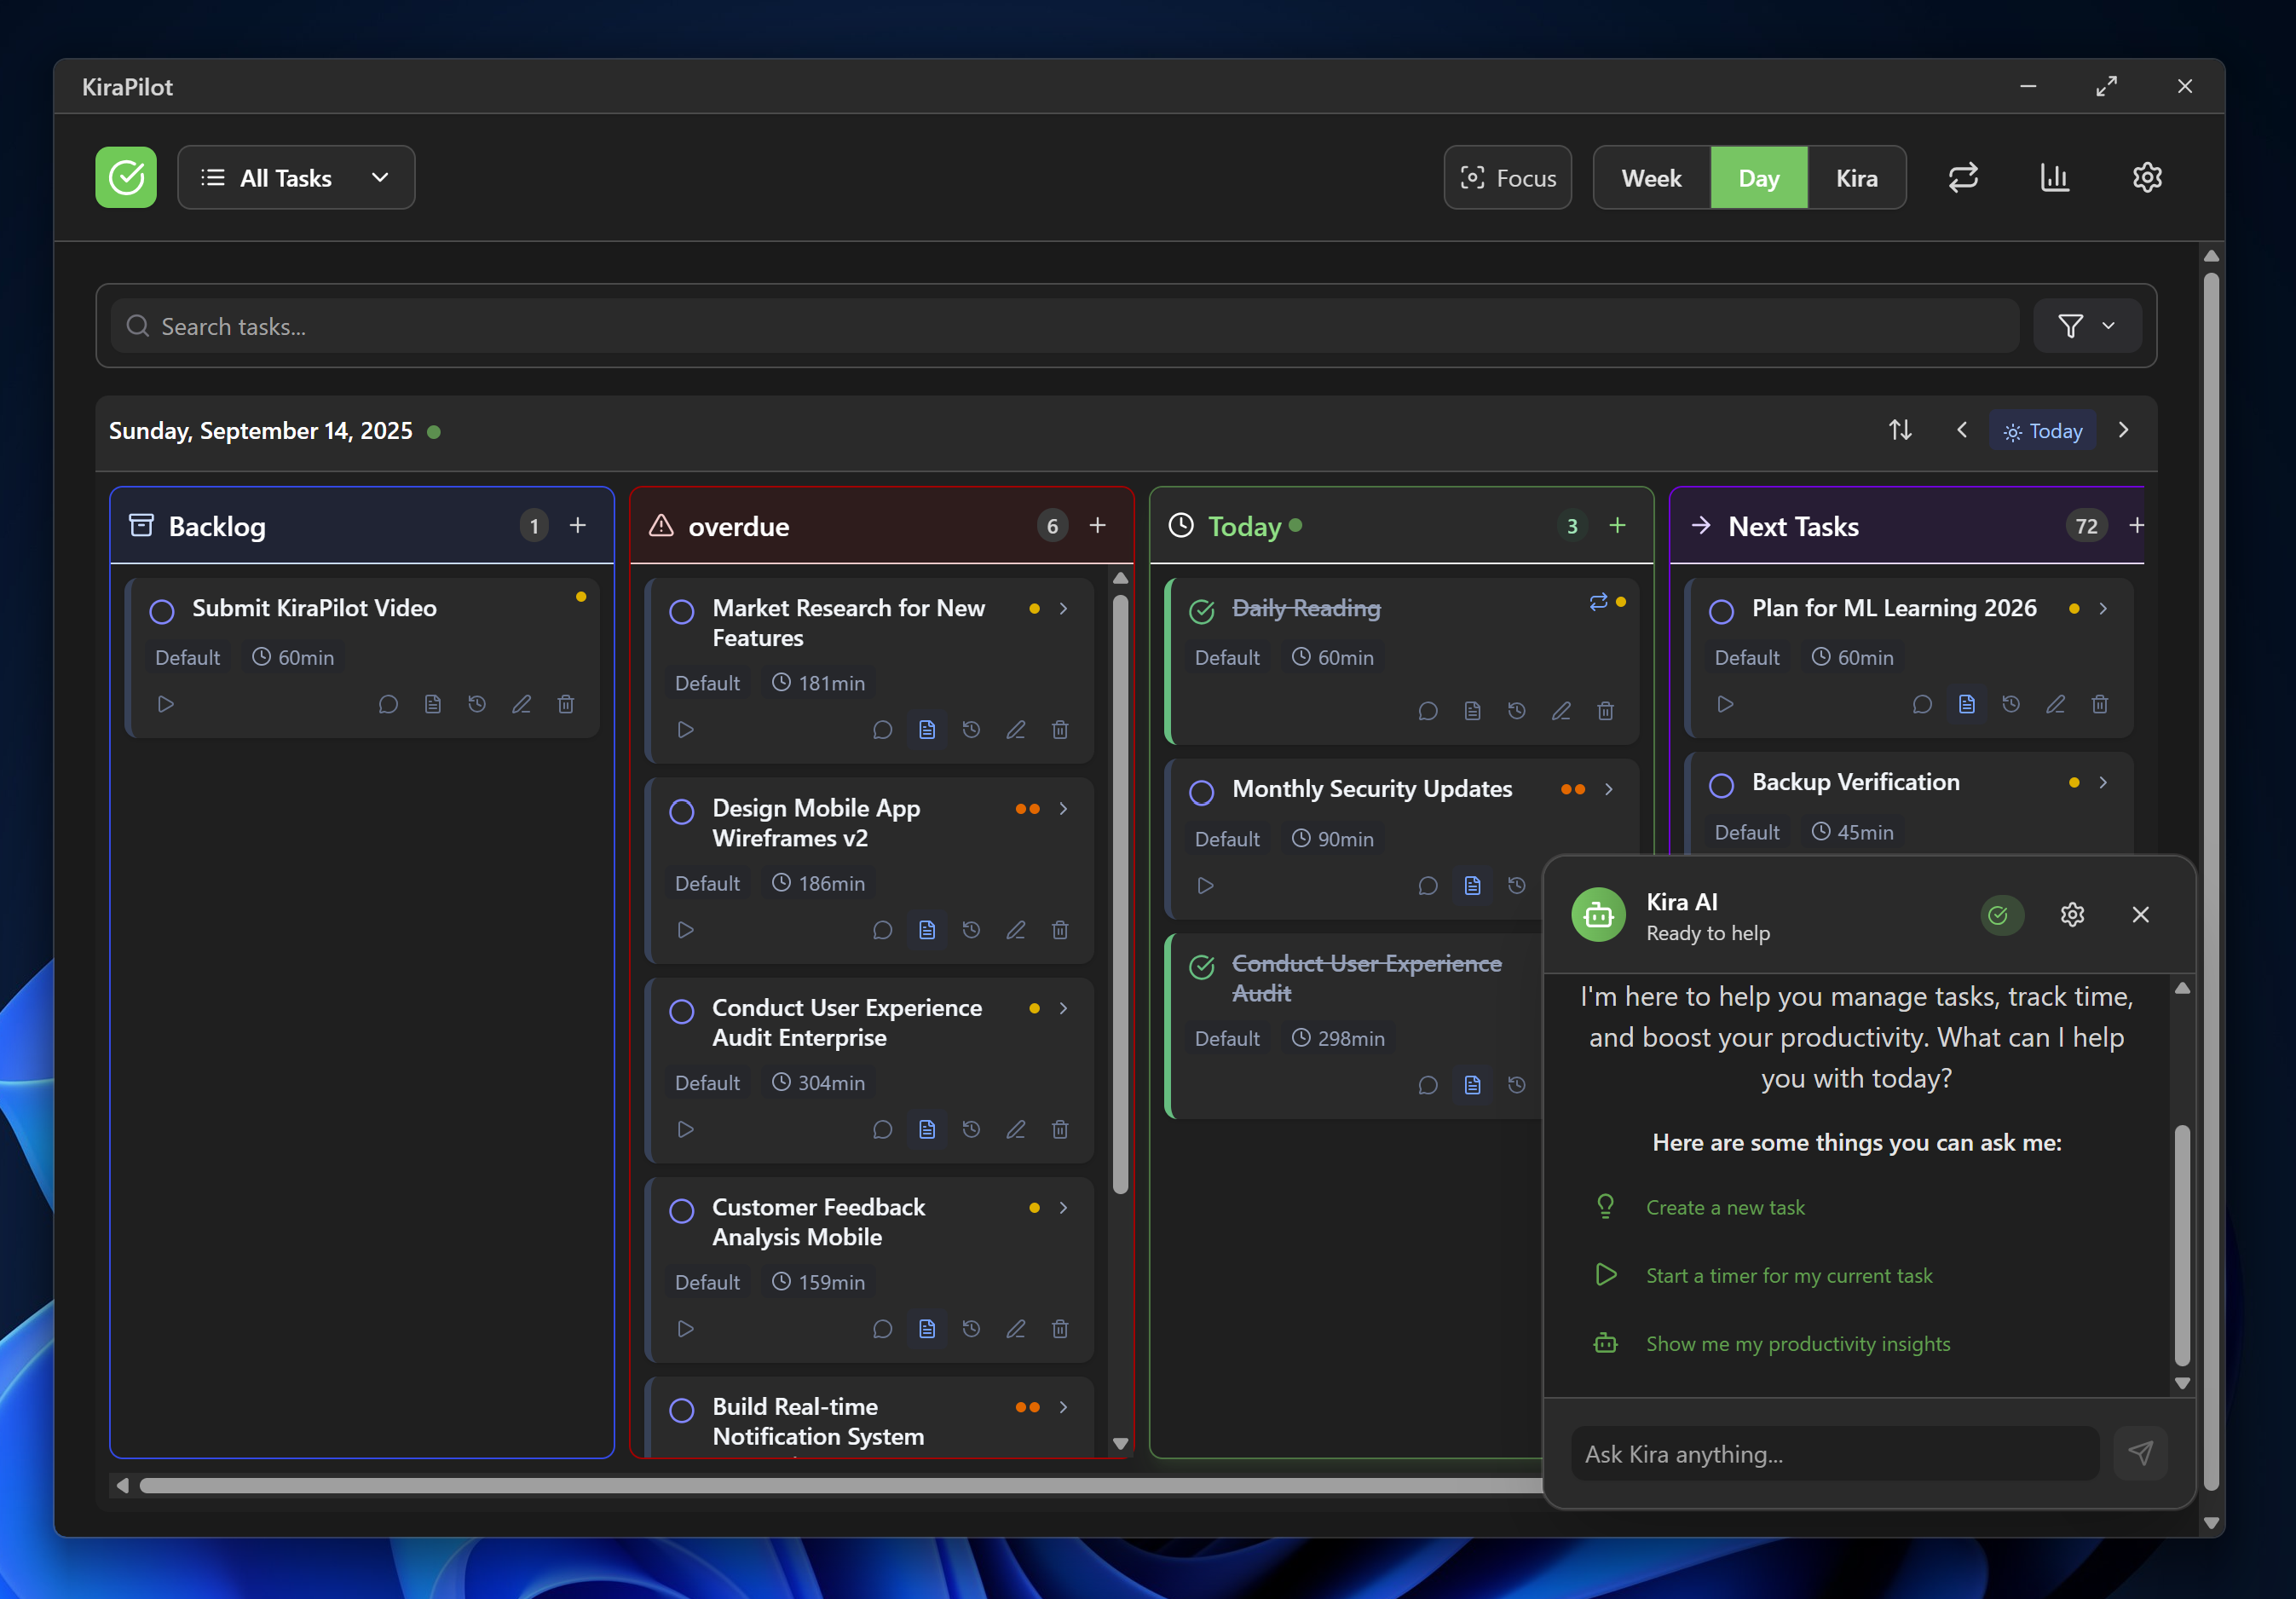 KiraPilot
All Tasks
Focus
Week
Day
Kira
Search tasks...
Sunday, September 14, 2025
Today
Backlog
1
Submit KiraPilot Video
Default
60min
overdue
6
Market Research for New
Features
Default
181min
Design Mobile App
Wireframes v2
Default
186min
Conduct User Experience
Audit Enterprise
Default
304min
Customer Feedback
Analysis Mobile
Default
159min
Build Real-time
Notification System
Today
3
Daily Reading
Default
60min
Monthly Security Updates
Default
90min
Conduct User Experience
Audit
Default
298min
Next Tasks
72
Plan for ML Learning 2026
Default
60min
Backup Verification
Default
45min
Kira AI
Ready to help
I'm here to help you manage tasks, track time,
and boost your productivity. What can I help
you with today?
Here are some things you can ask me:
Create a new task
Start a timer for my current task
Show me my productivity insights
Ask Kira anything...